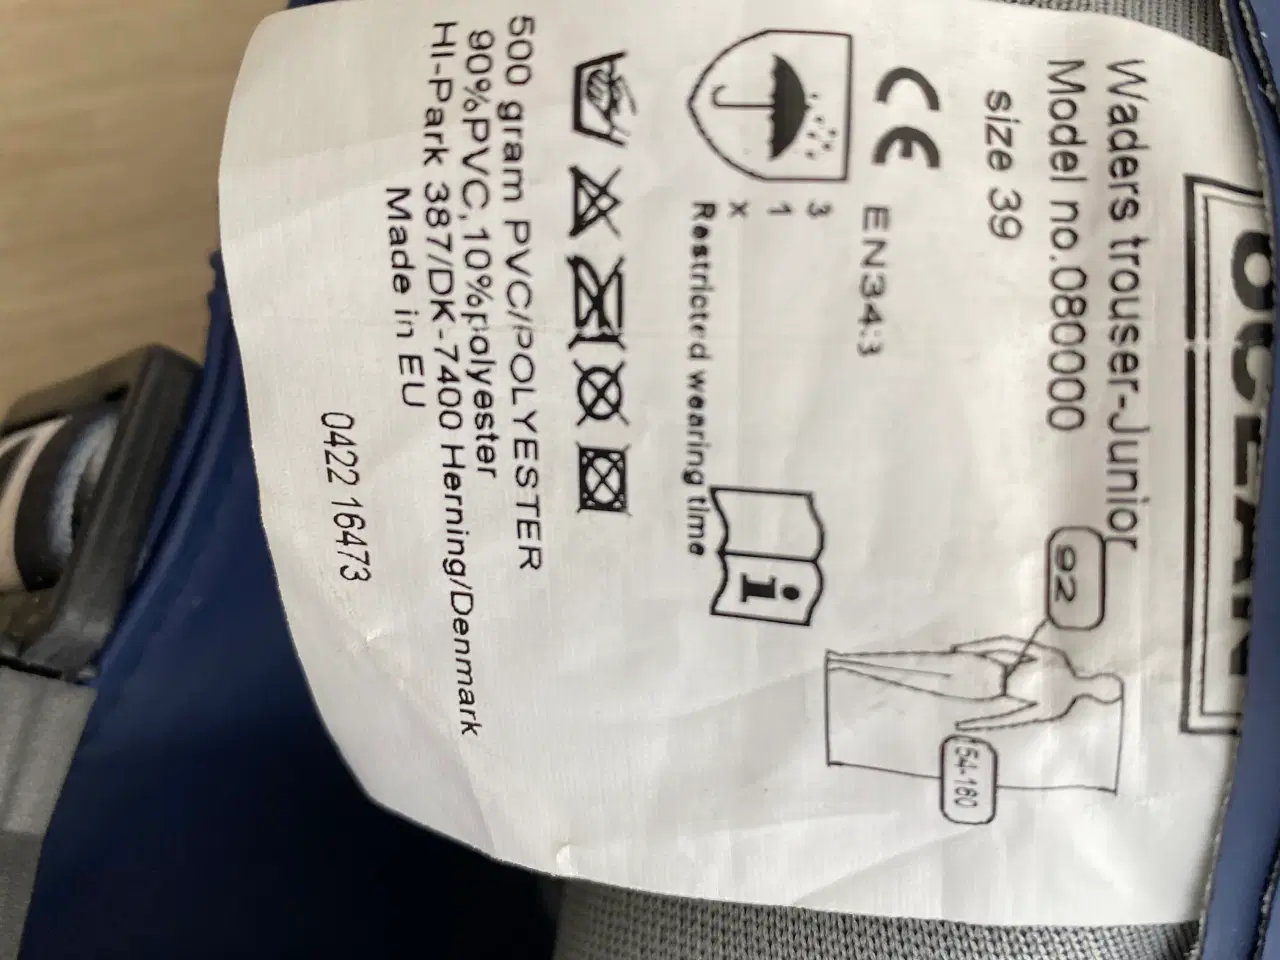 OCEAN
Waders trouser-Junior
Model no.080000
size 39
92
154-160
CE EN343:3
3
1
x
Restricted wearing time
i
500 gram PVC/POLYESTER
90%PVC,10%polyester
HI-Park 387/DK-7400 Herning/Denmark
Made in EU
0422 16473